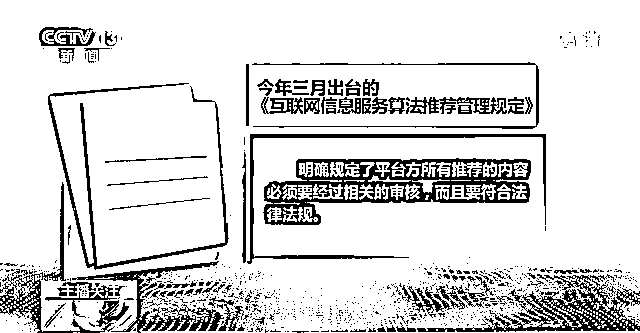 CCTV 13
新闻
今年三月出台的
《互联网信息服务算法推荐管理规定》
明确规定了平台方所有推荐的内容
必须要经过相关的审核，而且要符合法
律法规。
主播关注